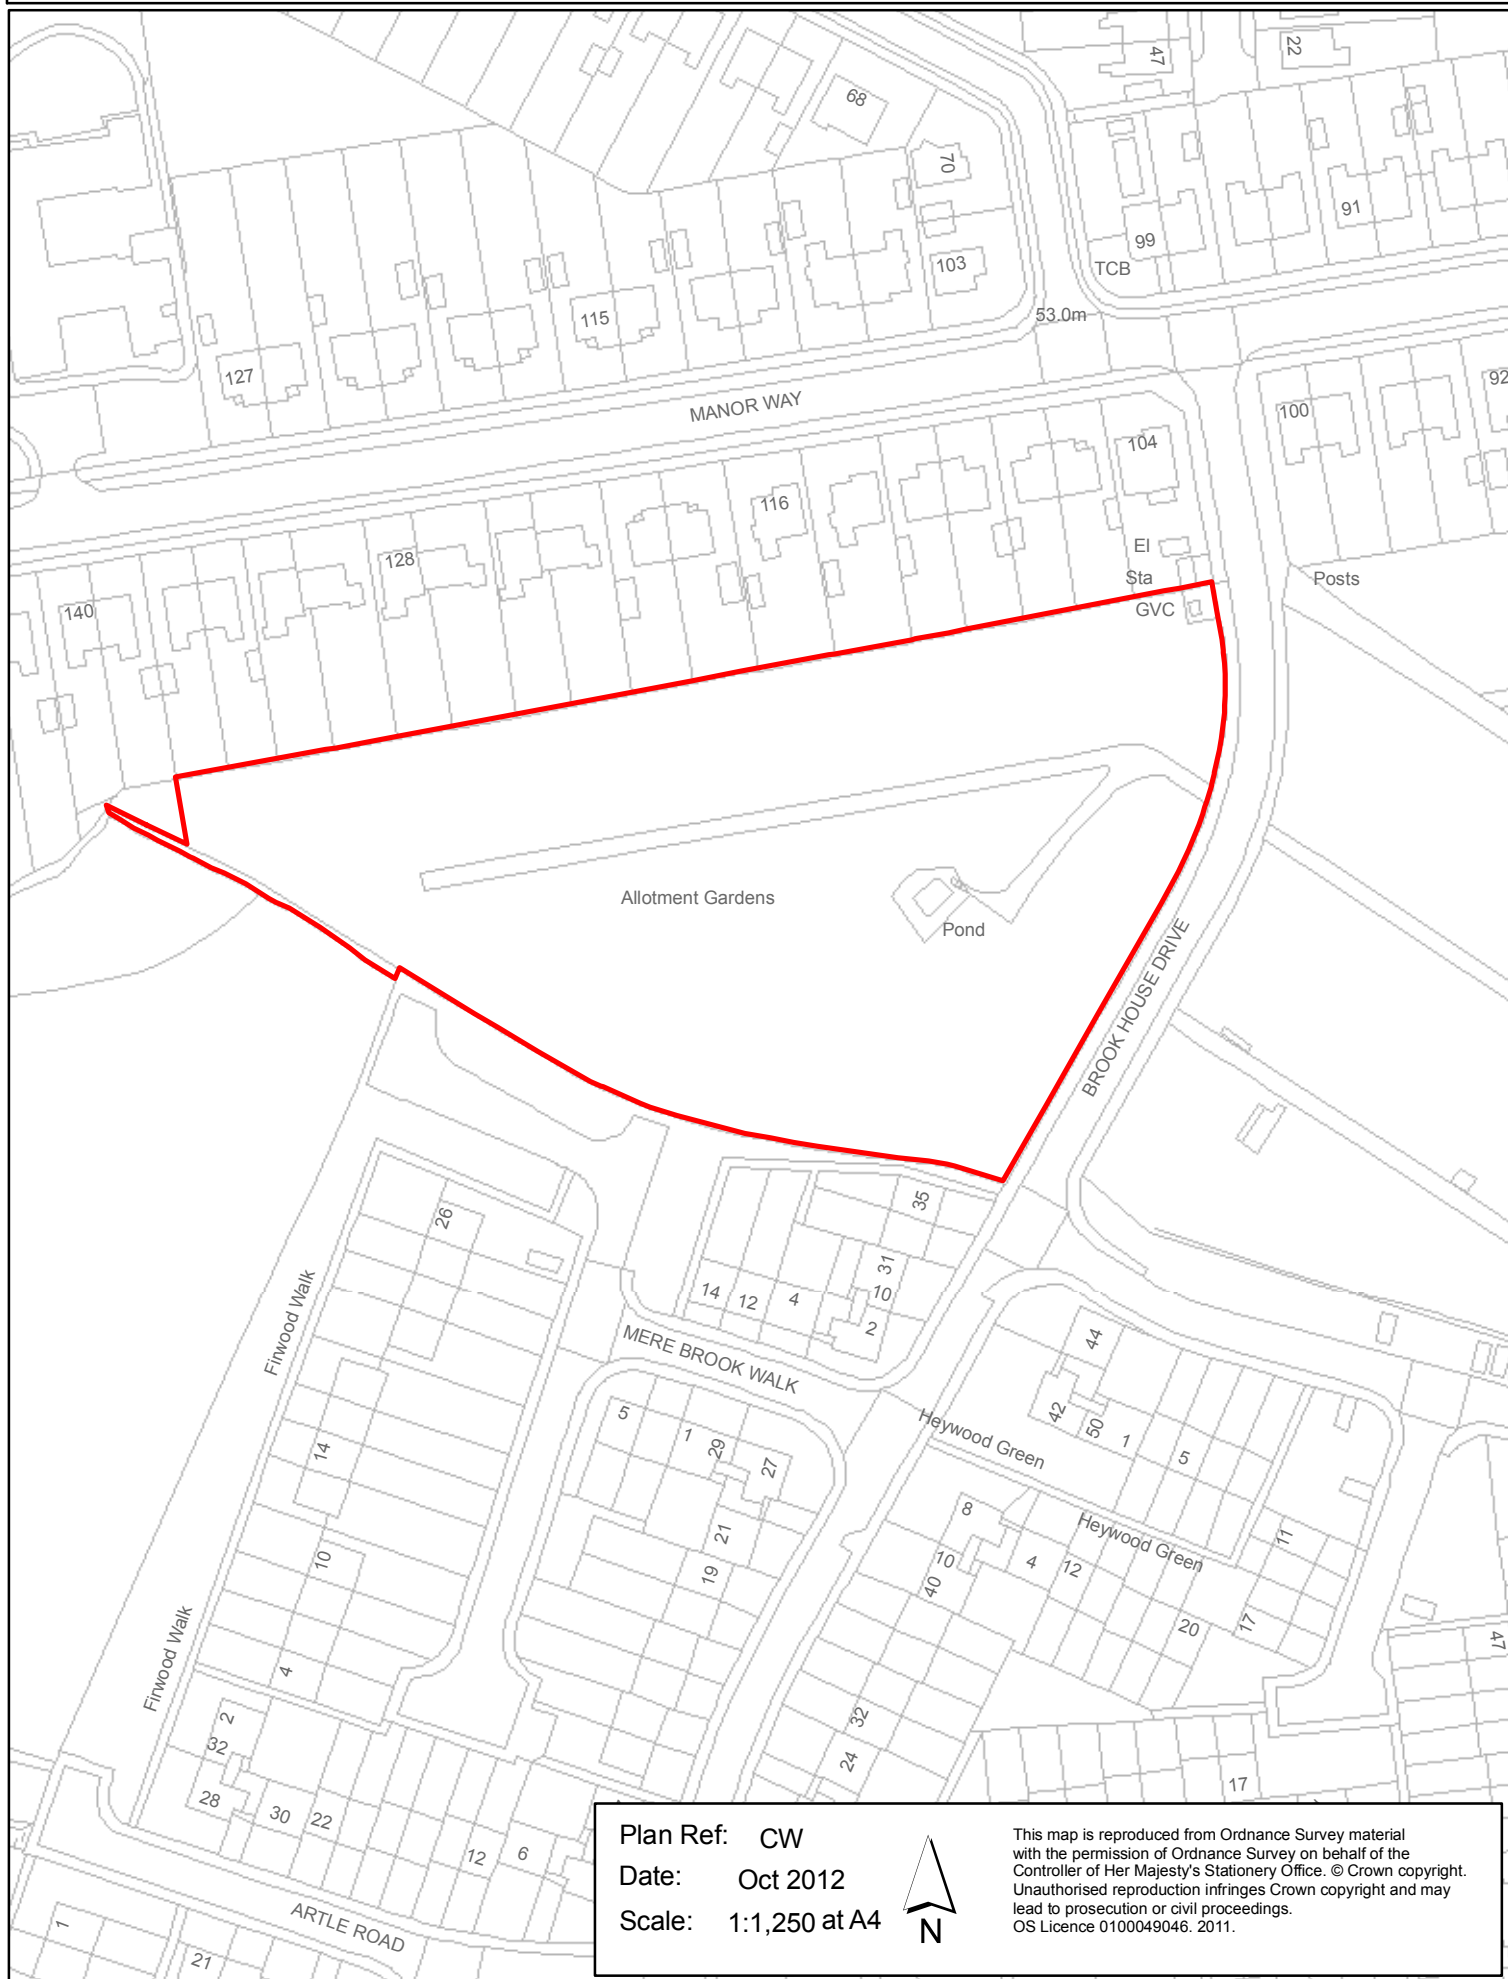 47
22
68
70
91
99
TCB
103
53.0m
115
127
92
100
MANOR WAY
104
116
El
Sta
GVC
Posts
128
140
Allotment Gardens
Pond
BROOK HOUSE DRIVE
26
35
31
10
14
12
4
2
Firwood Walk
MERE BROOK WALK
44
42
50
1
5
Heywood Green
5
1
29
27
14
21
19
8
10
40
4
12
Heywood Green
11
10
20
17
47
Firwood Walk
4
2
32
32
24
28
30
22
12
6
17
ARTLE ROAD
1
21
Plan Ref: CW
Date: Oct 2012
Scale: 1:1,250 at A4
N
This map is reproduced from Ordnance Survey material
with the permission of Ordnance Survey on behalf of the
Controller of Her Majesty's Stationery Office. © Crown copyright.
Unauthorised reproduction infringes Crown copyright and may
lead to prosecution or civil proceedings.
OS Licence 0100049046. 2011.